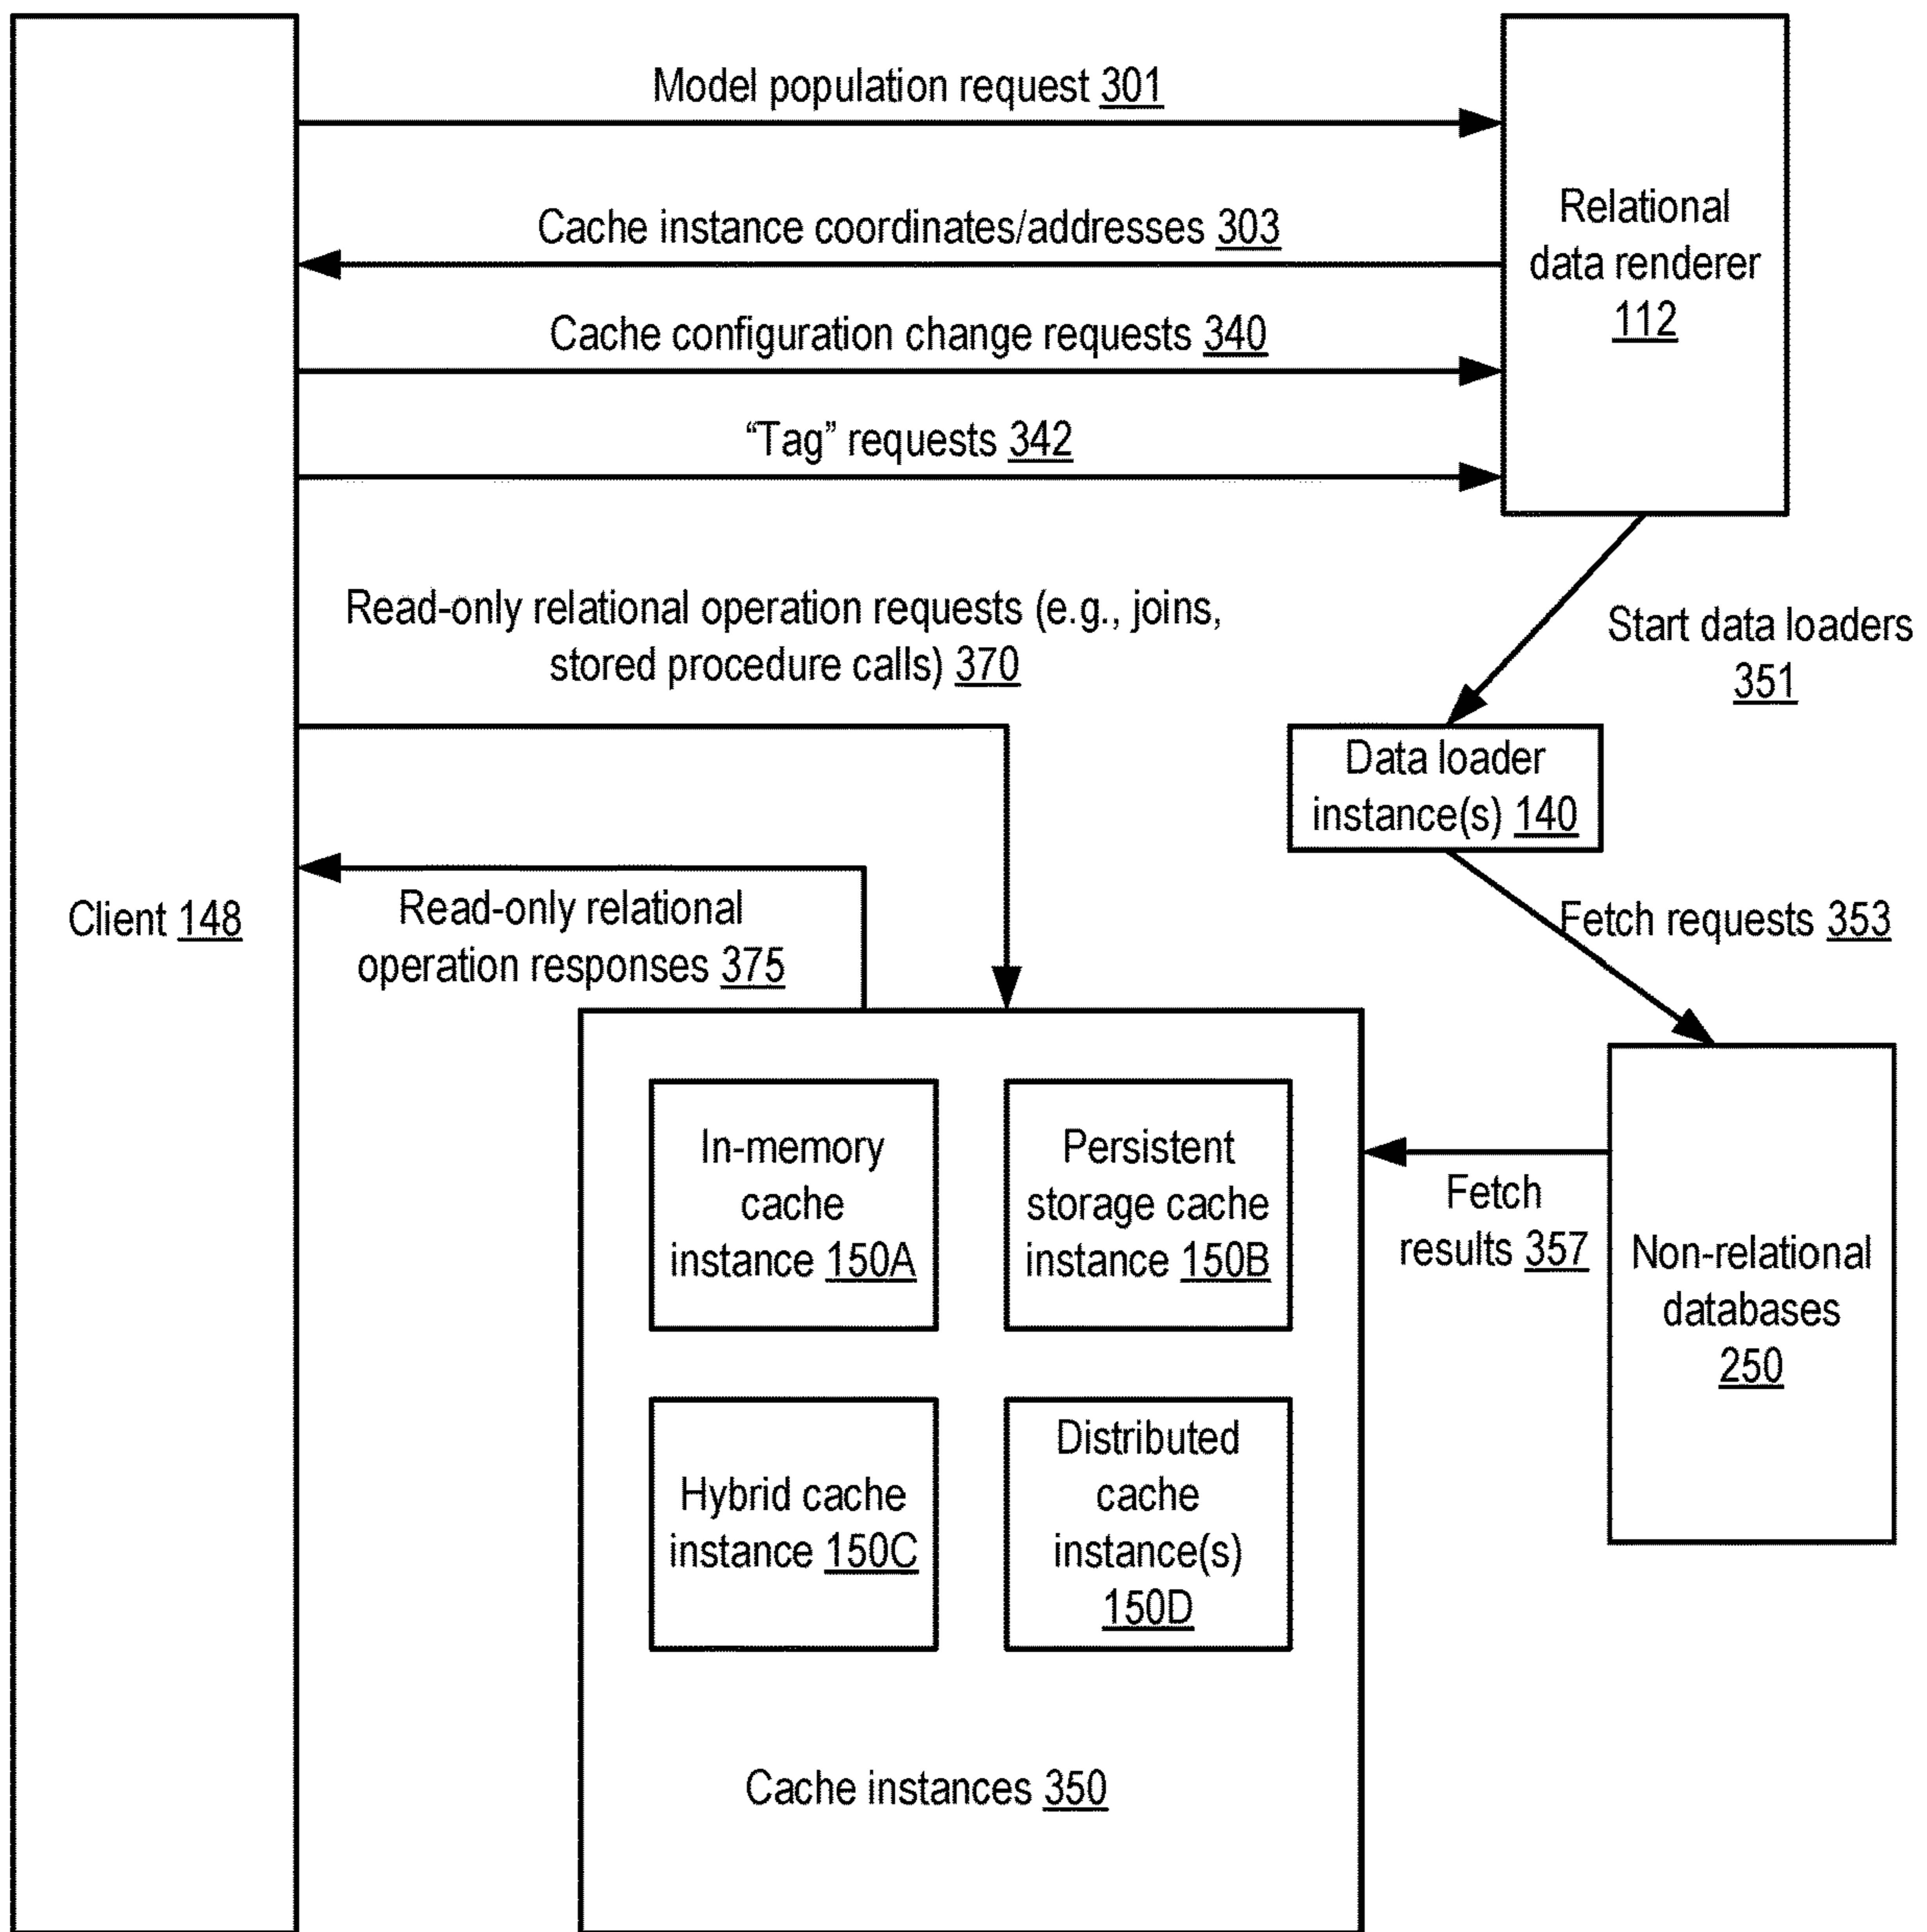 Model population request 301
Cache instance coordinates/addresses 303
Cache configuration change requests 340
“Tag” requests 342
Relational
data renderer
112
Read-only relational operation requests (e.g., joins,
stored procedure calls) 370
Start data loaders
351
Data loader
instance(s) 140
Client 148
Read-only relational
operation responses 375
Fetch requests 353
In-memory
cache
instance 150A
Persistent
storage cache
instance 150B
Fetch
results 357
Non-relational
databases
250
Hybrid cache
instance 150C
Distributed
cache
instance(s)
150D
Cache instances 350